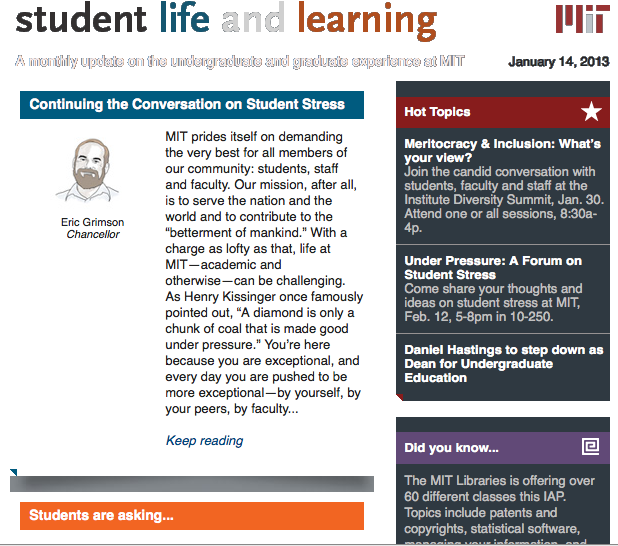 student life and learning
MIT
A monthly update on the undergraduate and graduate experience at MIT
January 14, 2013
Continuing the Conversation on Student Stress
Eric Grimson
Chancellor
MIT prides itself on demanding
the very best for all members of
our community: students, staff
and faculty. Our mission, after all,
is to serve the nation and the
world and to contribute to the
“betterment of mankind.” With a
charge as lofty as that, life at
MIT—academic and
otherwise—can be challenging.
As Henry Kissinger once famously
pointed out, “A diamond is only a
chunk of coal that is made good
under pressure.” You’re here
because you are exceptional, and
every day you are pushed to be
more exceptional—by yourself, by
your peers, by faculty...
Keep reading
Students are asking...
Hot Topics
Meritocracy & Inclusion: What’s
your view?
Join the candid conversation with
students, faculty and staff at the
Institute Diversity Summit, Jan. 30.
Attend one or all sessions, 8:30a-
4p.
Under Pressure: A Forum on
Student Stress
Come share your thoughts and
ideas on student stress at MIT,
Feb. 12, 5-8pm in 10-250.
Daniel Hastings to step down as
Dean for Undergraduate
Education
Did you know...
The MIT Libraries is offering over
60 different classes this IAP.
Topics include patents and
copyrights, statistical software,
managing your information, and